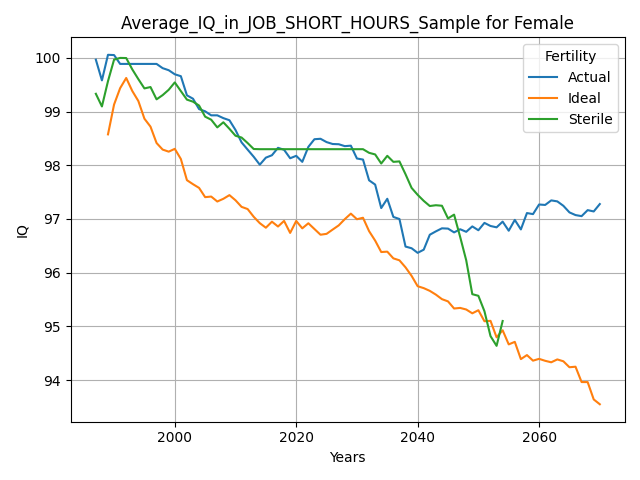 Average_IQ_in_JOB_SHORT_HOURS_Sample for Female
Fertility
Actual
Ideal
Sterile
IQ
100
99
98
97
96
95
94
2000 2020 2040 2060
Years